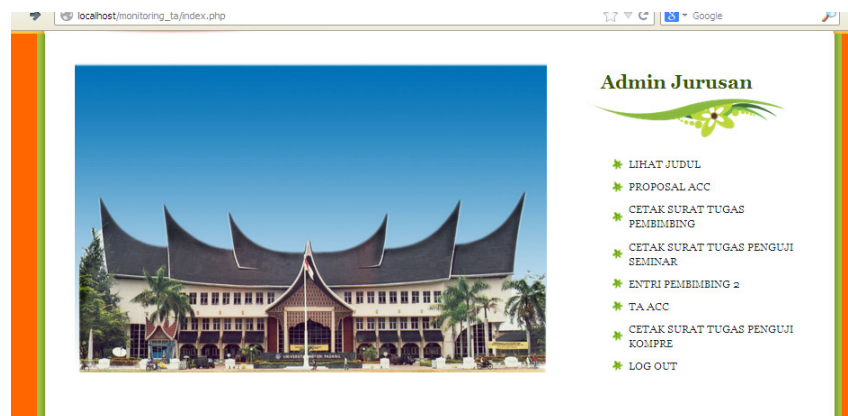 localhost/monitoring_ta/index.php
Google
Admin Jurusan
LIHAT JUDUL
PROPOSAL ACC
CETAK SURAT TUGAS
PEMBIMBING
CETAK SURAT TUGAS PENGUJI
SEMINAR
ENTRI PEMBIMBING 2
TA ACC
CETAK SURAT TUGAS PENGUJI
KOMPRE
LOG OUT